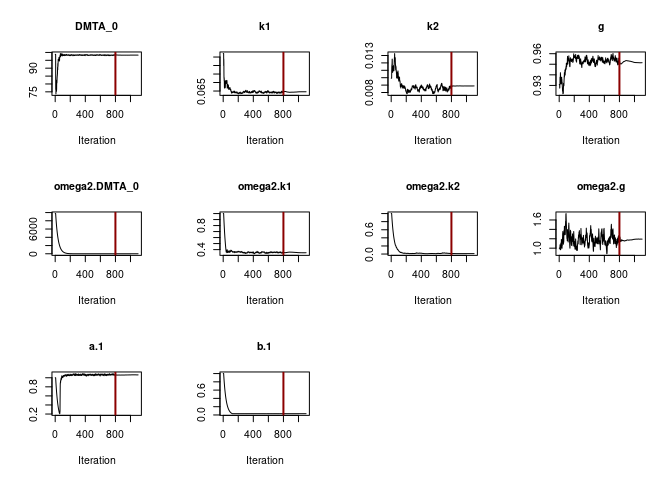 DMTA_0
75 90
0 400 800
Iteration
k1
0.065
0 400 800
Iteration
k2
0.008 0.013
0 400 800
Iteration
g
0.93 0.96
0 400 800
Iteration
omega2.DMTA_0
0 6000
0 400 800
Iteration
omega2.k1
0.4 0.8
0 400 800
Iteration
omega2.k2
0.0 0.6
0 400 800
Iteration
omega2.g
1.0 1.6
0 400 800
Iteration
a.1
0.2 0.8
0 400 800
Iteration
b.1
0.0 0.6
0 400 800
Iteration